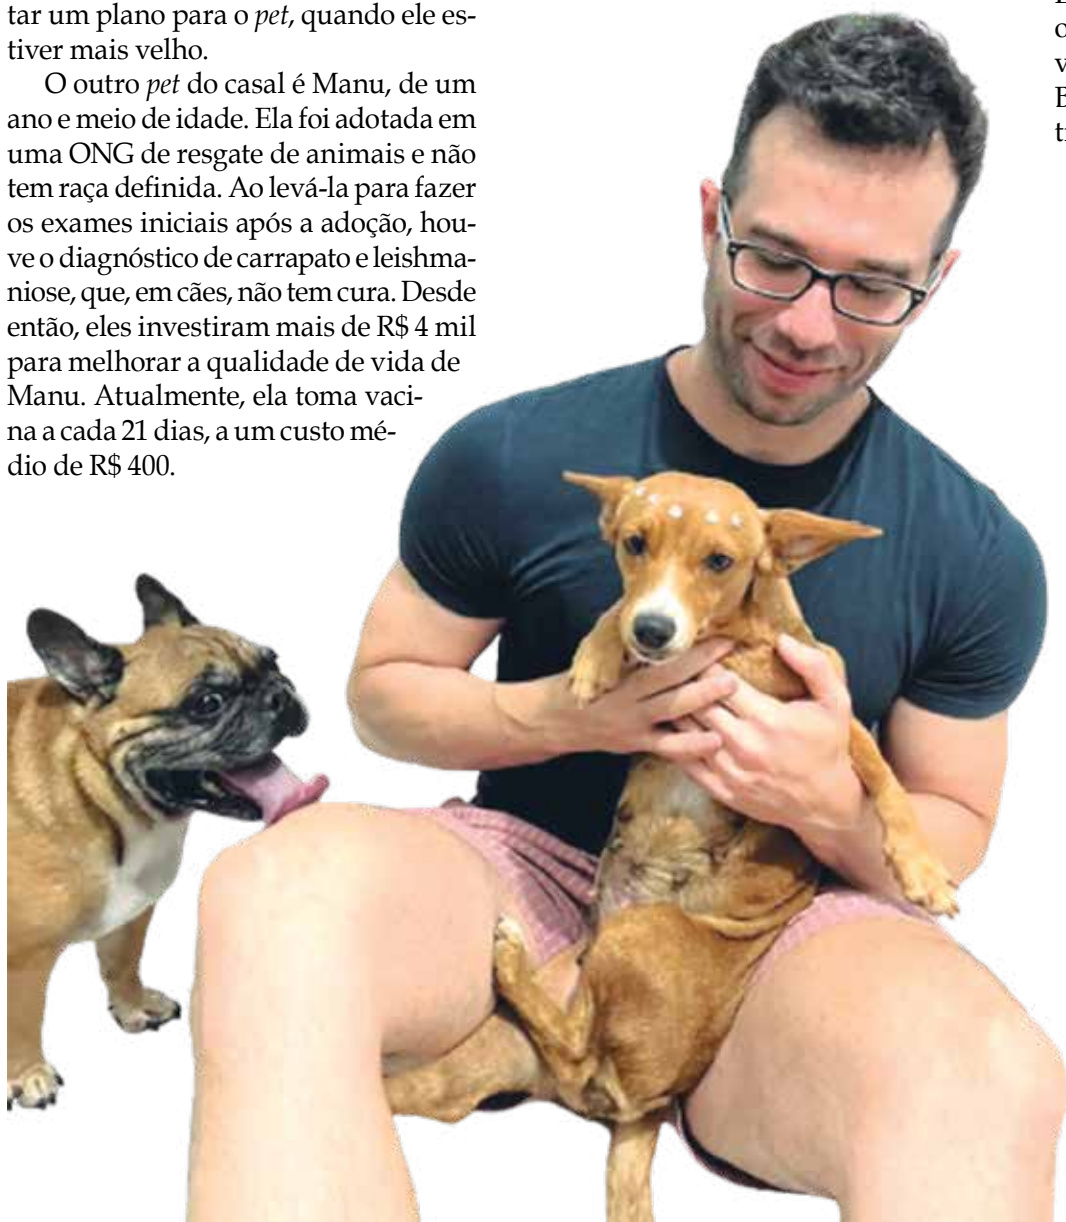 tar um plano para o pet, quando ele es-
tiver mais velho.
O outro pet do casal é Manu, de um
ano e meio de idade. Ela foi adotada em
uma ONG de resgate de animais e não
tem raça definida. Ao levá-la para fazer
os exames iniciais após a adoção, hou-
ve o diagnóstico de carrapato e leishma-
niose, que, em cães, não tem cura. Desde
então, eles investiram mais de R$ 4 mil
para melhorar a qualidade de vida de
Manu. Atualmente, ela toma vaci-
na a cada 21 dias, a um custo mé-
dio de R$ 400.